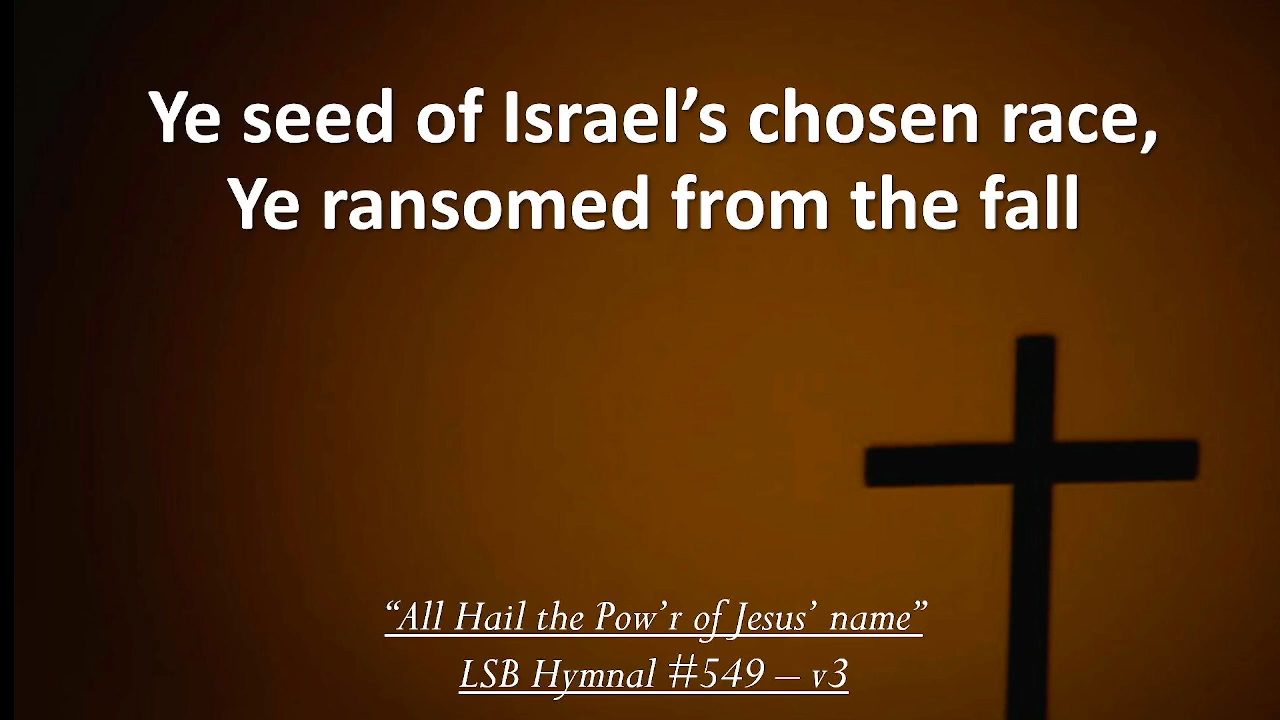 Ye seed of Israel’s chosen race,
Ye ransomed from the fall
“All Hail the Pow’r of Jesus’ name”
LSB Hymnal #549 – v3